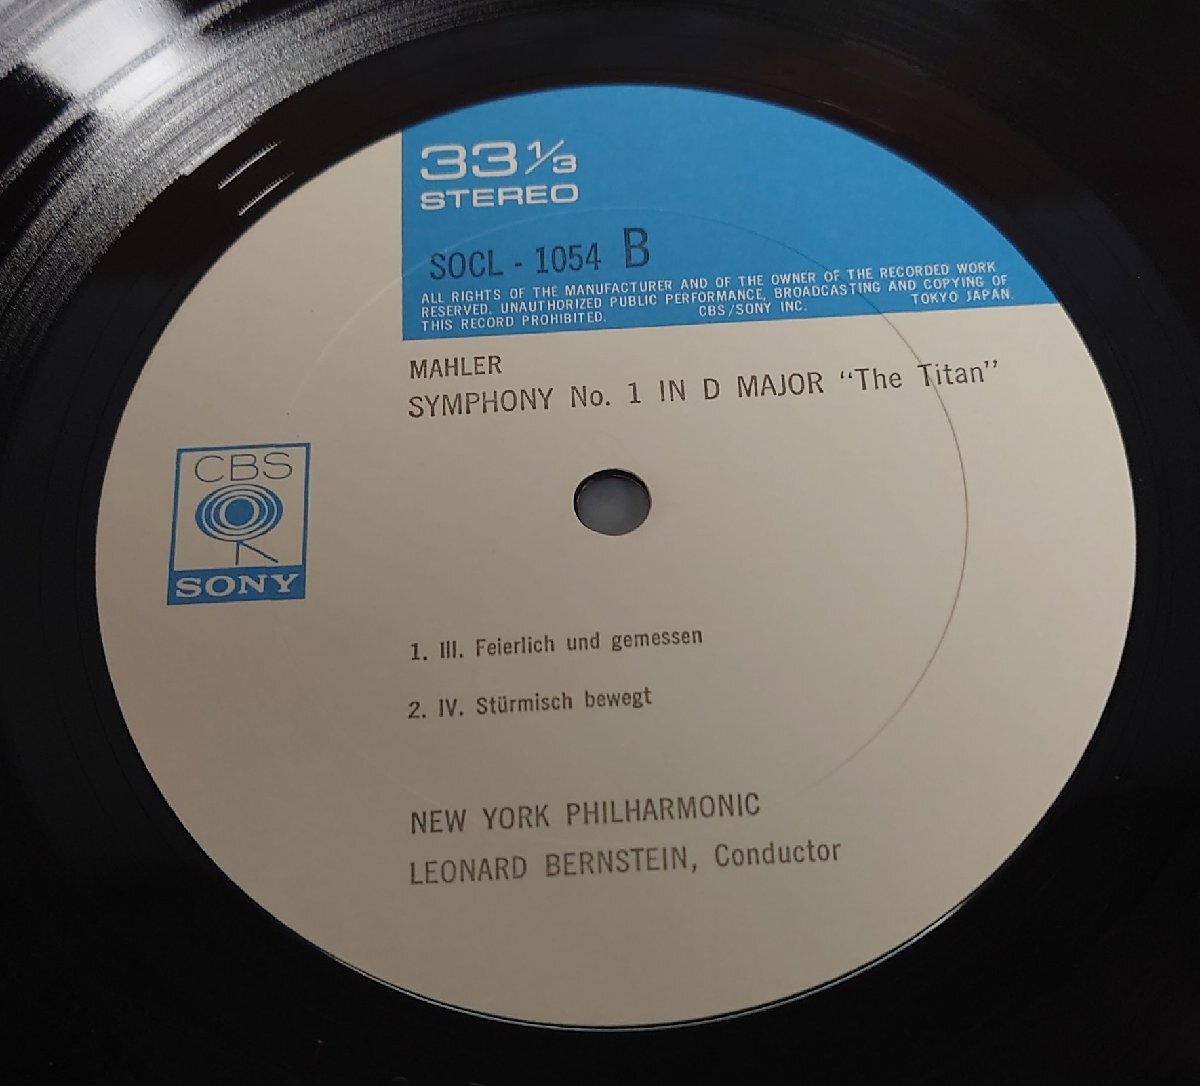 33 1/3
STEREO
SOCL - 1054 B
ALL RIGHTS OF THE MANUFACTURER AND OF THE OWNER OF THE RECORDED WORK
RESERVED. UNAUTHORIZED PUBLIC PERFORMANCE, BROADCASTING AND COPYING OF
THIS RECORD PROHIBITED. CBS/SONY INC. TOKYO JAPAN.
MAHLER
SYMPHONY No. 1 IN D MAJOR “The Titan”
CBS
SONY
1. III. Feierlich und gemessen
2. IV. Stürmisch bewegt
NEW YORK PHILHARMONIC
LEONARD BERNSTEIN, Conductor